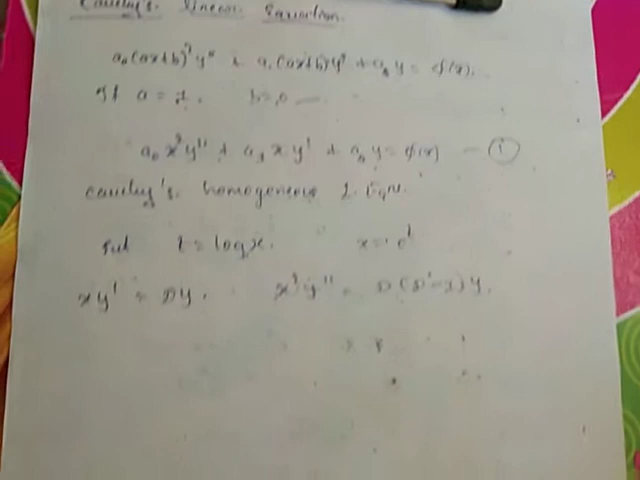 Cauchy's linear Equation.
a₀(ax+b)²y'' + a₁(ax+b)y' + a₂y = φ(x).
If a = 1. b = 0
a₀x²y'' + a₁xy' + a₂y = φ(x) — ①
Cauchy's homogeneous L. Eqn.
put t = log x. x = e^t
xy' = Dy. x²y'' = D(D-1)y.